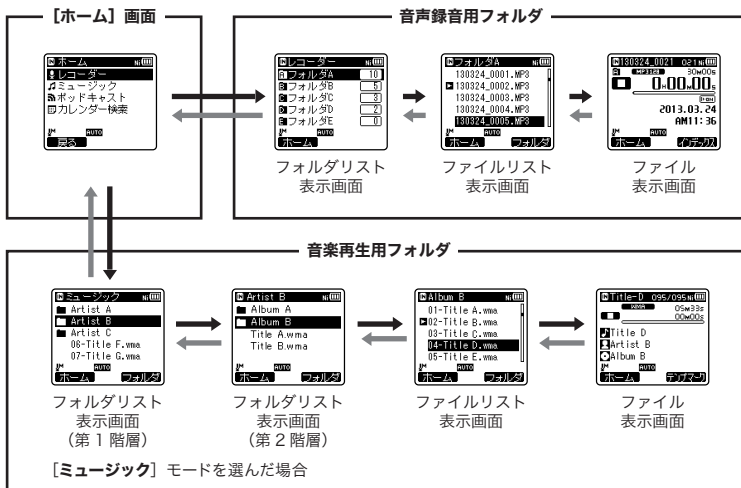 ［ホーム］画面
ホーム Ni
レコーダー
ミュージック
ポッドキャスト
カレンダー検索
AUTO
戻る
音声録音用フォルダ
レコーダー Ni
フォルダA 10
フォルダB 5
フォルダC 3
フォルダD 2
フォルダE 0
AUTO
ホーム
フォルダリスト
表示画面
フォルダA Ni
130324_0001.MP3
130324_0002.MP3
130324_0003.MP3
130324_0004.MP3
130324_0005.MP3
AUTO
ホーム フォルダ
ファイルリスト
表示画面
130324_0021 021 Ni
30M00s
0H00M00s
2013.03.24
AM11:36
AUTO
ホーム インデックス
ファイル
表示画面
音楽再生用フォルダ
ミュージック Ni
Artist A
Artist B
Artist C
06-Title F.wma
07-Title G.wma
AUTO
ホーム フォルダ
フォルダリスト
表示画面
（第 1 階層）
Artist B Ni
Album A
Album B
Title A.wma
Title B.wma
AUTO
ホーム フォルダ
フォルダリスト
表示画面
（第 2 階層）
Album B Ni
01-Title A.wma
02-Title B.wma
03-Title C.wma
04-Title D.wma
05-Title E.wma
AUTO
ホーム フォルダ
ファイルリスト
表示画面
Title-D 095/095 Ni
WMA 05M33s
00M00s
Title D
Artist B
Album B
AUTO
ホーム テンプマーク
ファイル
表示画面
［ミュージック］モードを選んだ場合